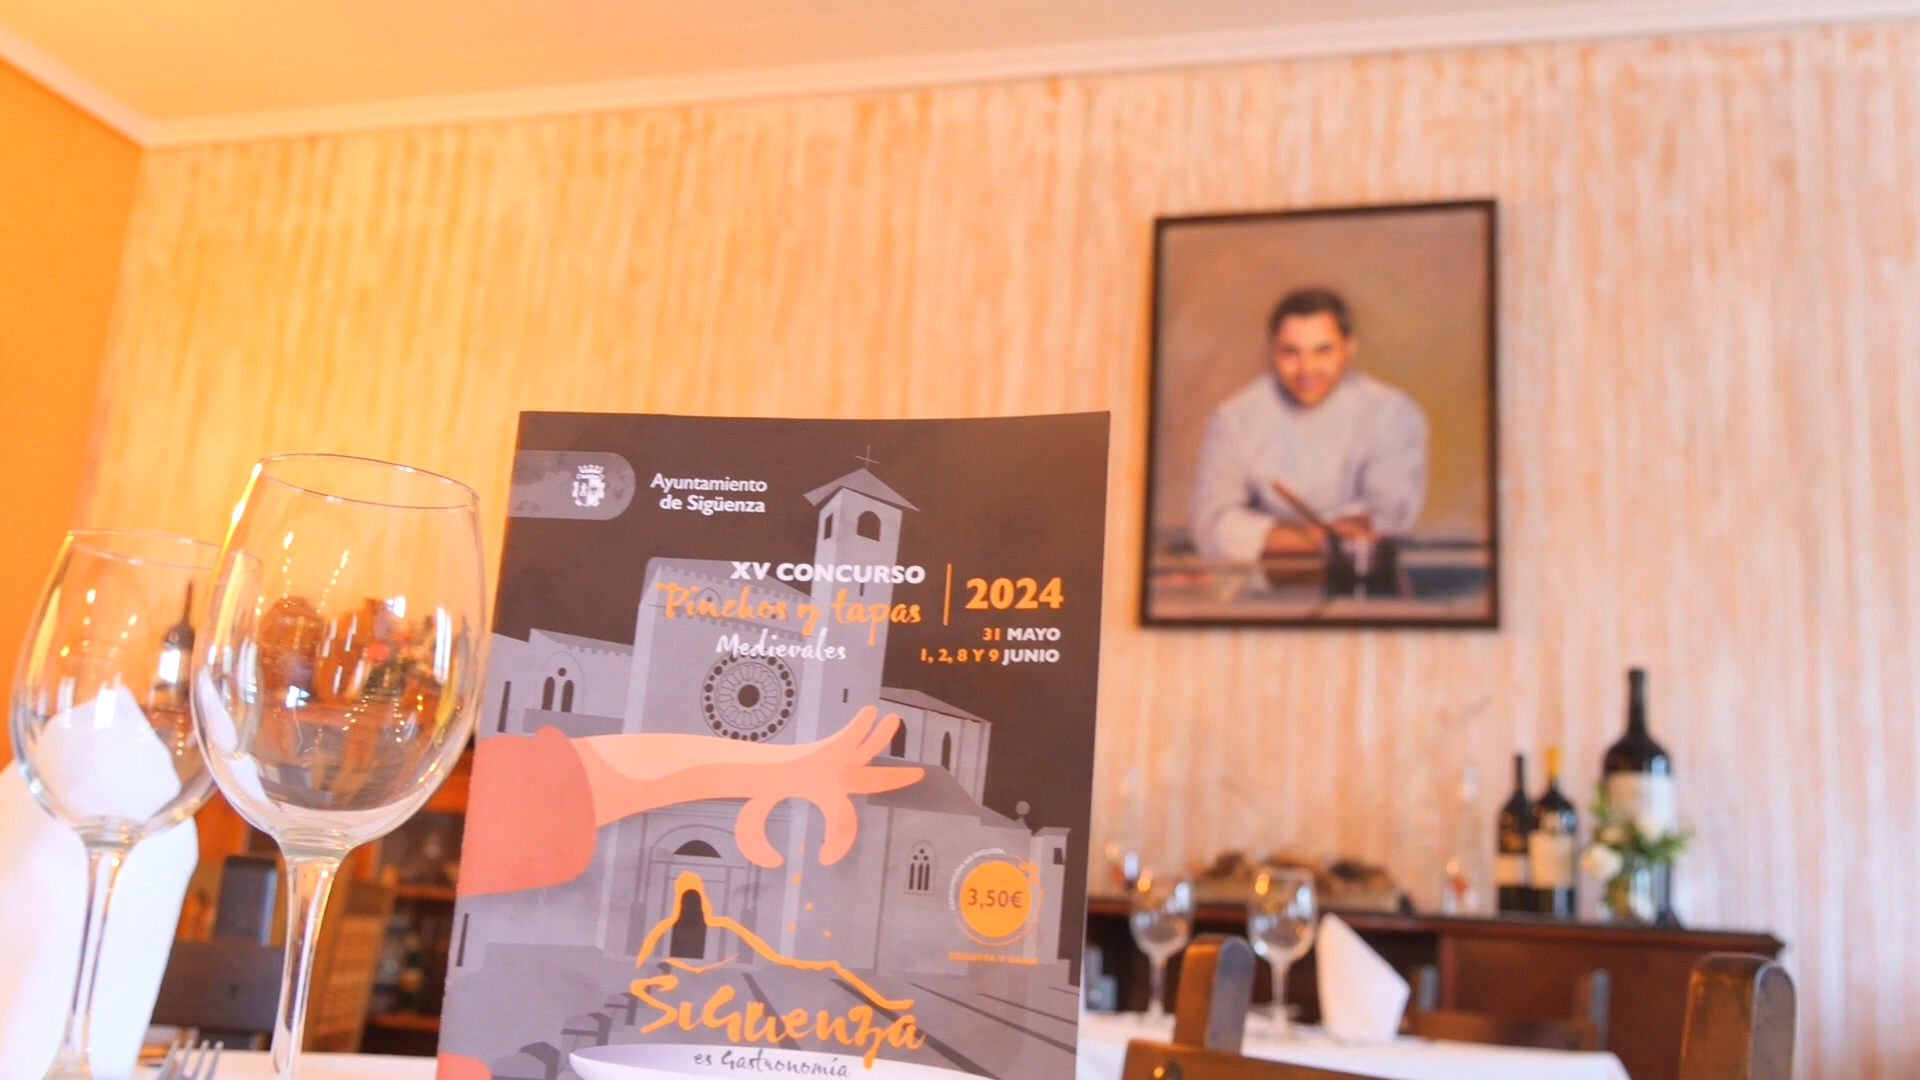 Ayuntamiento
de Sigüenza
XV CONCURSO
Pinchos y tapas
Medievales
2024
31 MAYO
1, 2, 8 Y 9 JUNIO
3,50€
SiGüenza
es Gastronomía